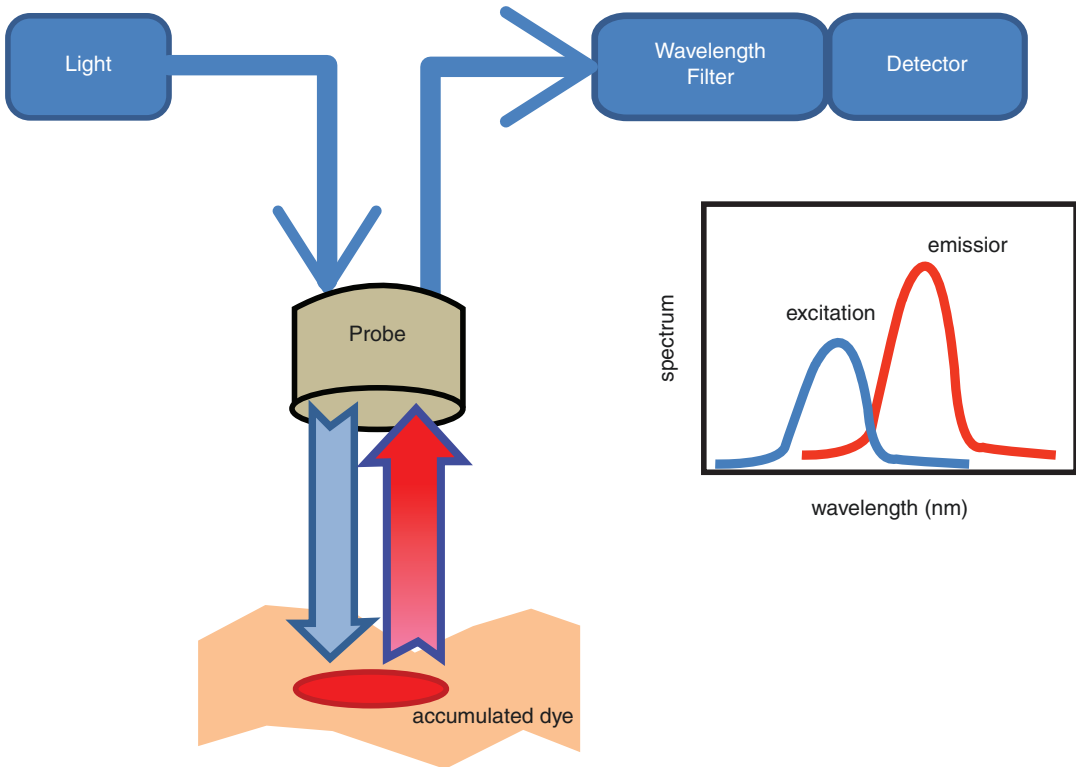 Light
Wavelength
Filter
Detector
Probe
accumulated dye
emissior
excitation
spectrum
wavelength (nm)